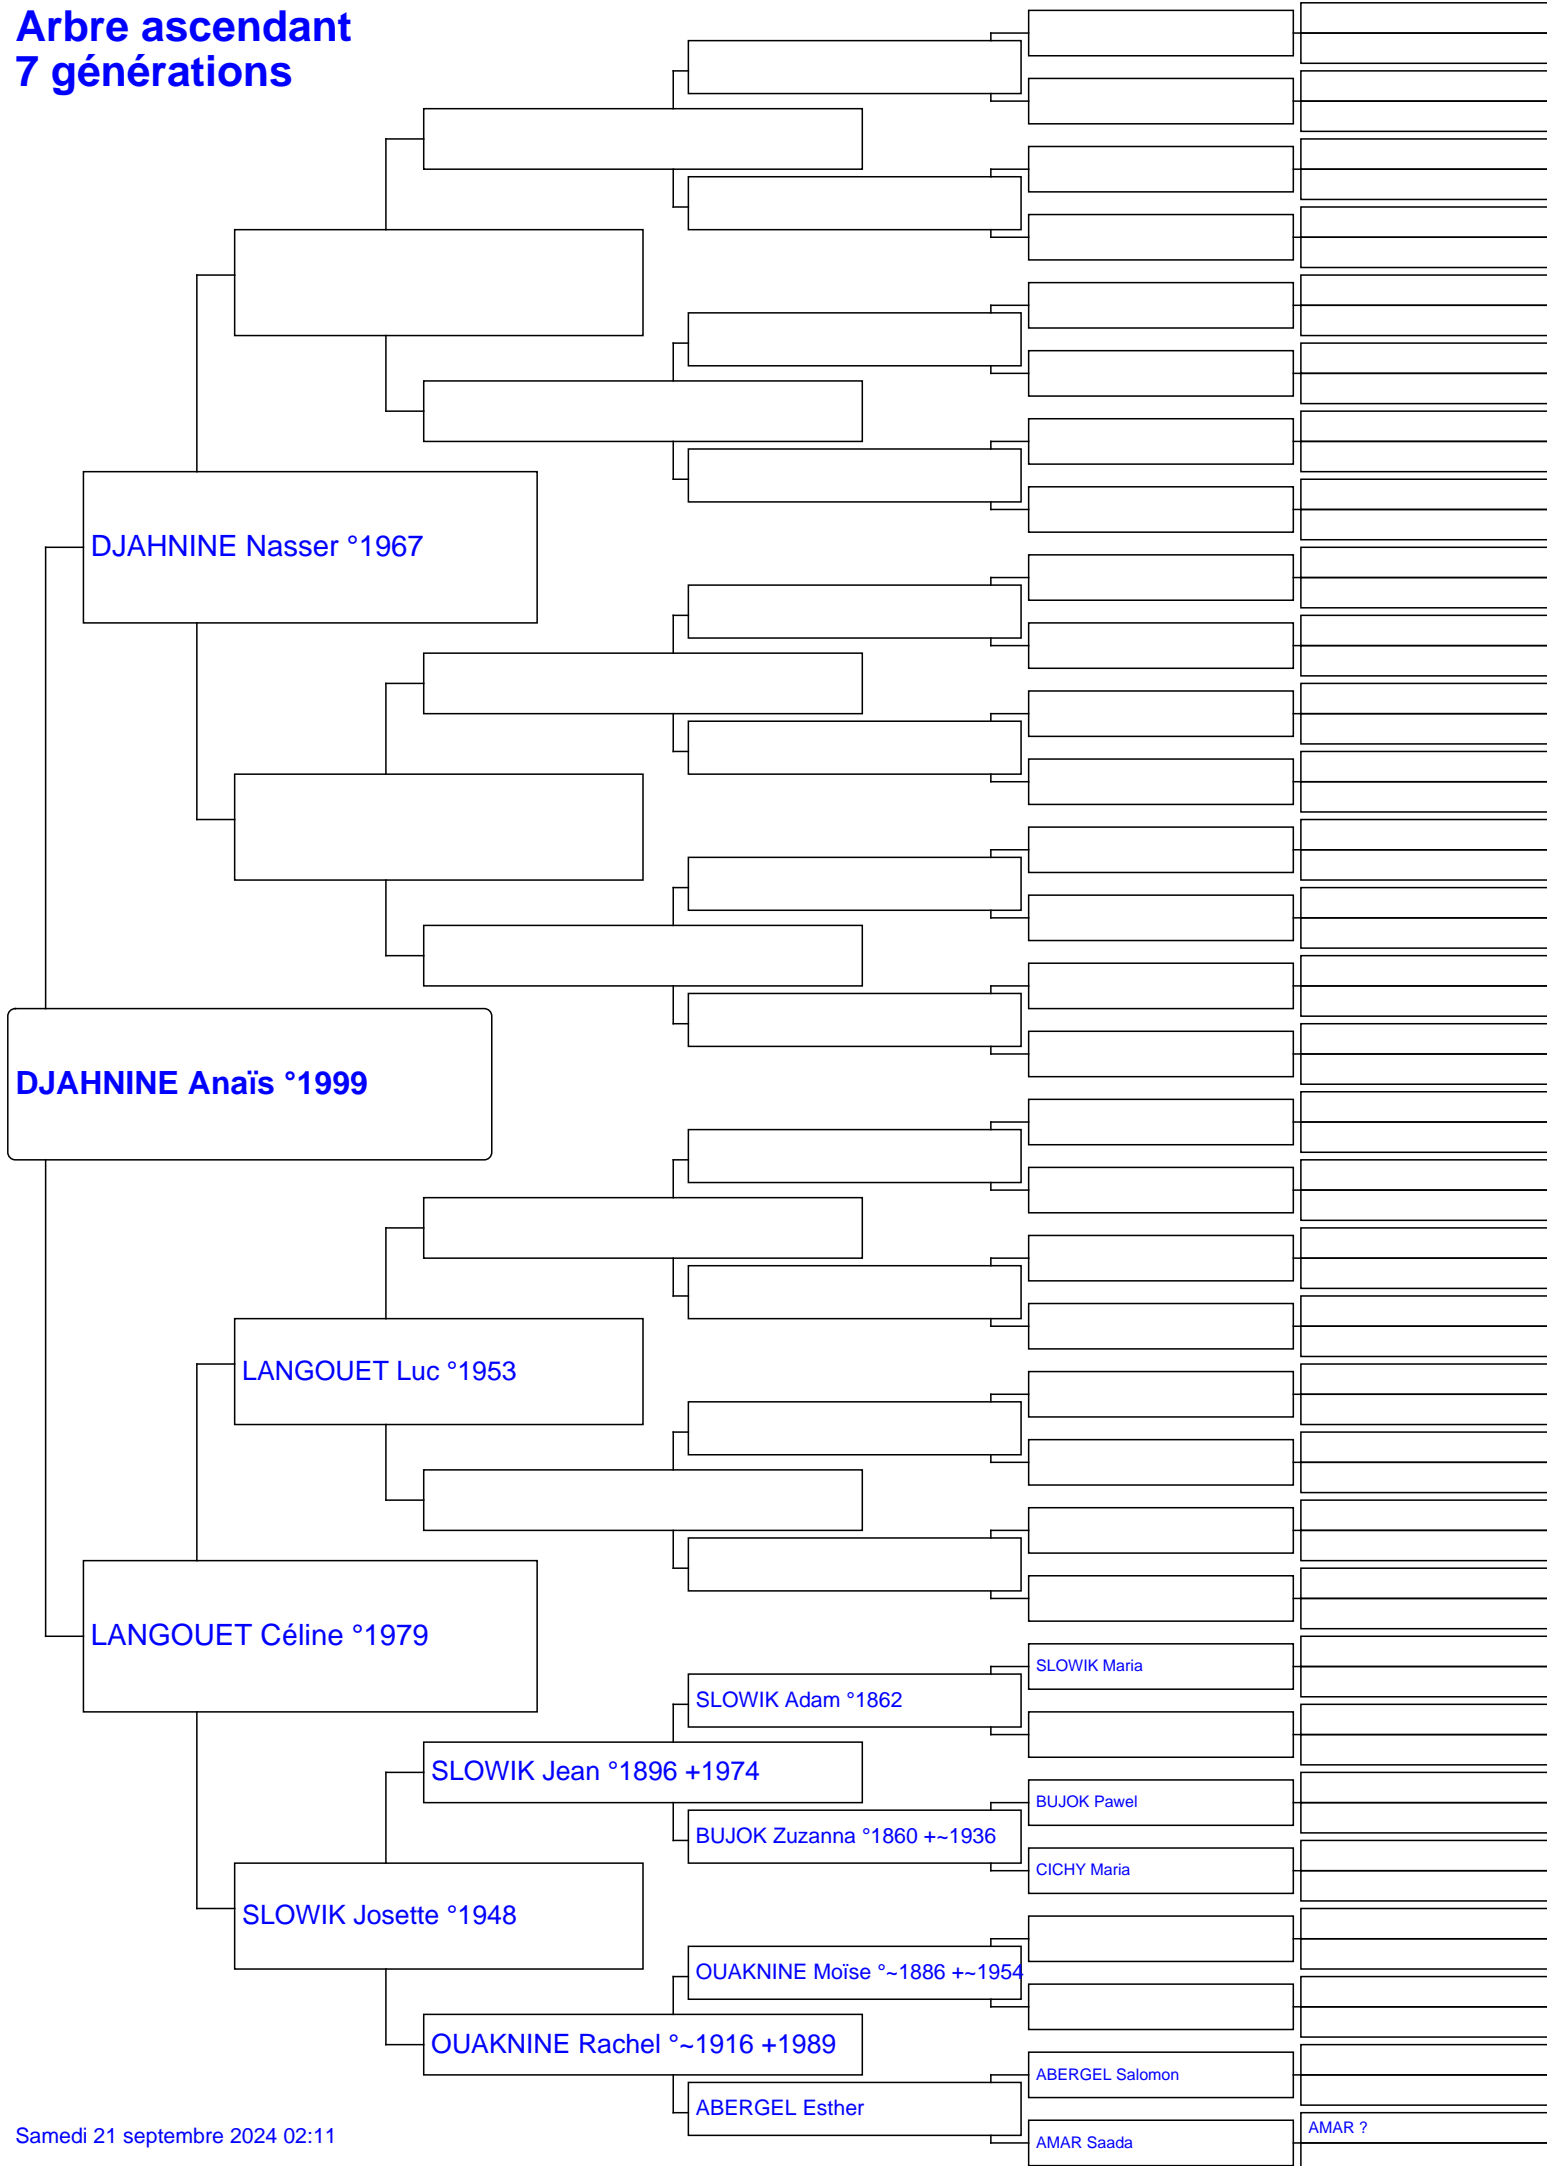 Arbre ascendant
7 générations
DJAHNINE Nasser °1967
DJAHNINE Anaïs °1999
LANGOUET Luc °1953
LANGOUET Céline °1979
SLOWIK Maria
SLOWIK Adam °1862
SLOWIK Jean °1896 +1974
BUJOK Pawel
BUJOK Zuzanna °1860 +~1936
CICHY Maria
SLOWIK Josette °1948
OUAKNINE Moïse °~1886 +~1954
OUAKNINE Rachel °~1916 +1989
ABERGEL Salomon
ABERGEL Esther
AMAR ?
AMAR Saada
Samedi 21 septembre 2024 02:11